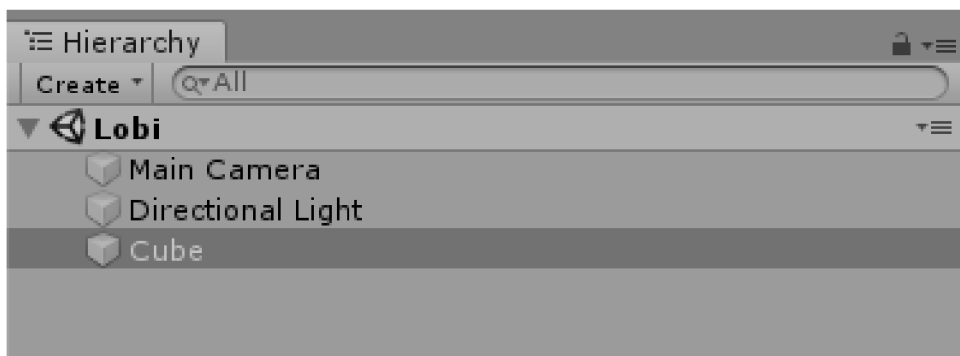 Hierarchy
Create All
Lobi
Main Camera
Directional Light
Cube